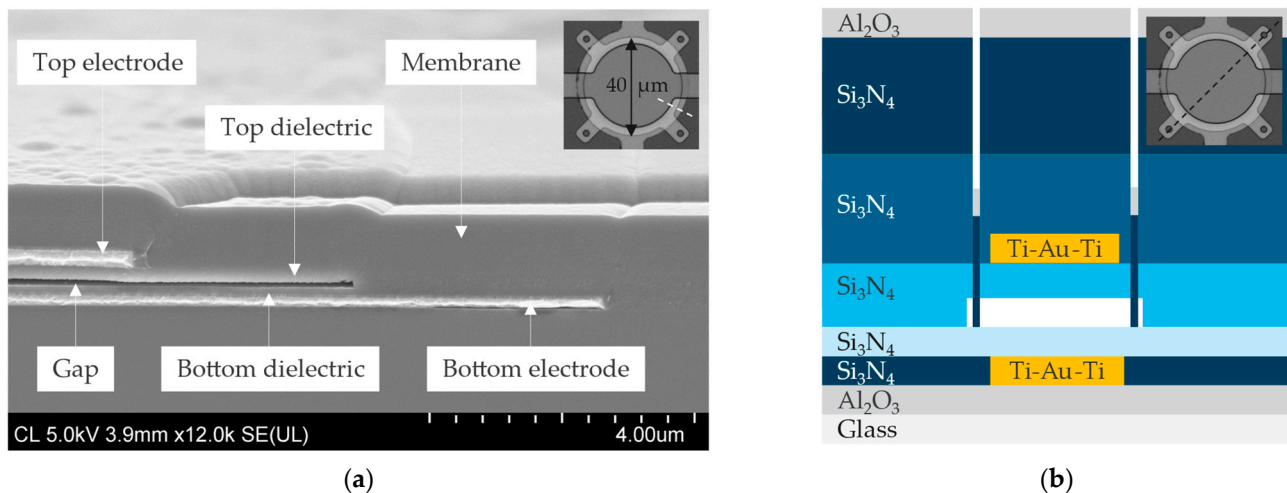 Top electrode
Membrane
Top dielectric
40 µm
Gap
Bottom dielectric
Bottom electrode
CL 5.0kV 3.9mm x12.0k SE(UL)
4.00um
(a)
Al₂O₃
Si₃N₄
Si₃N₄
Ti-Au-Ti
Si₃N₄
Si₃N₄
Si₃N₄
Ti-Au-Ti
Al₂O₃
Glass
(b)